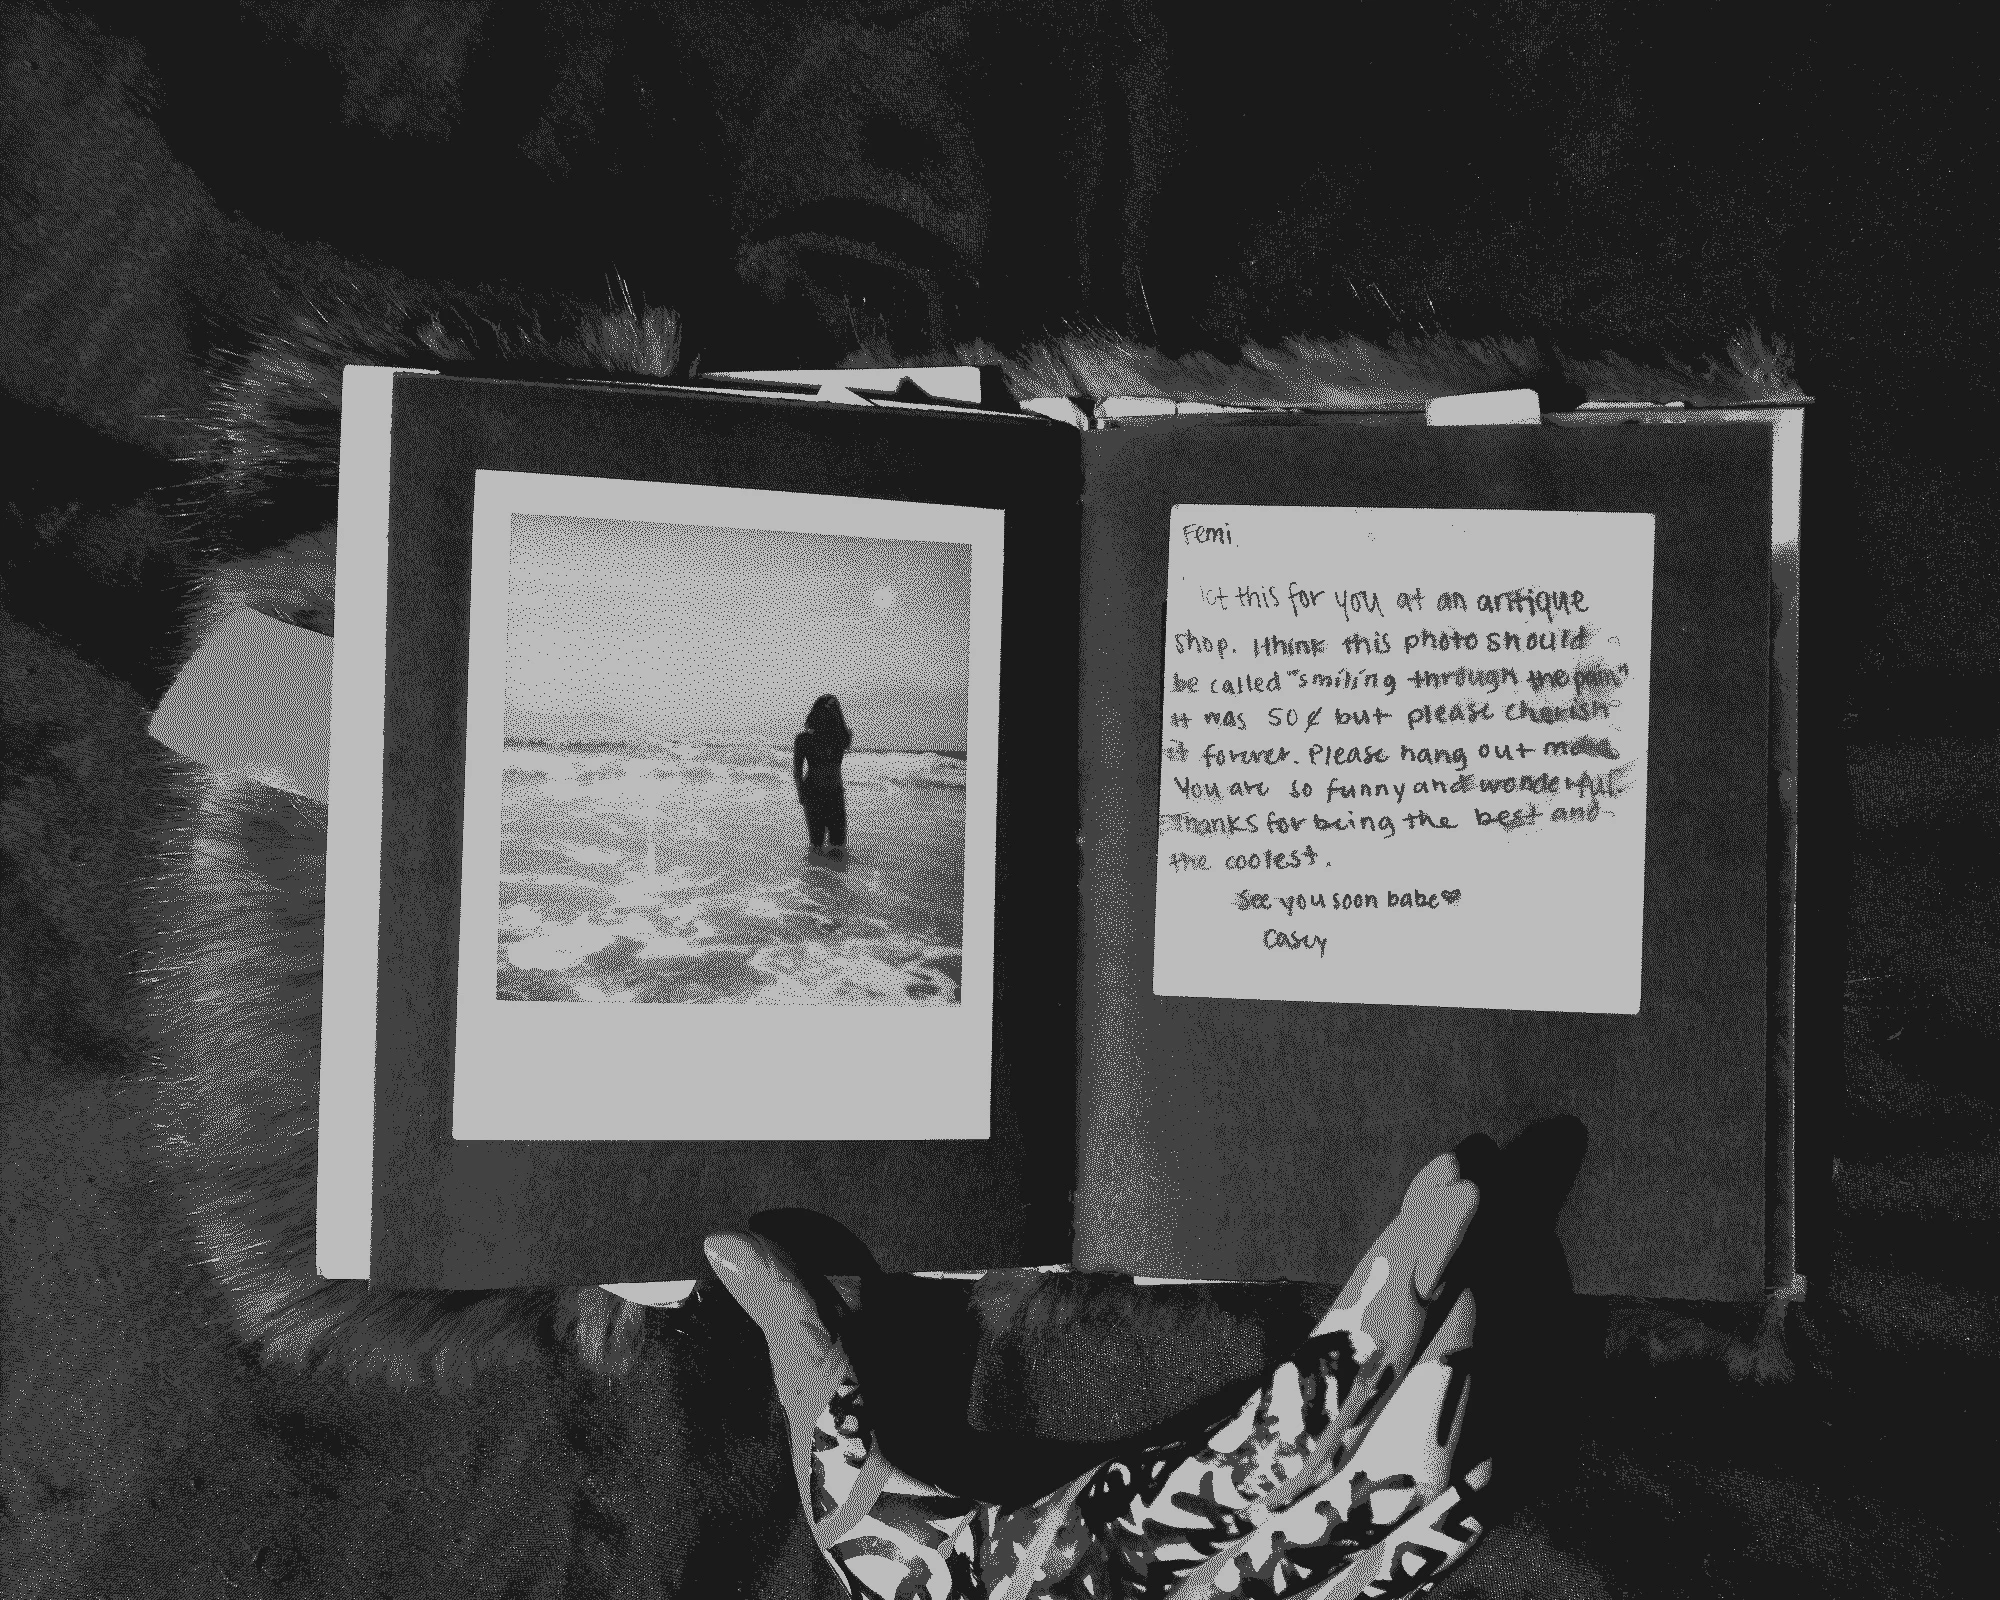 Femi
this for you at an antique
shop. I think this photo should
be called "smiling through the pain"
It was 50¢ but please cherish
it forever. Please hang out more
You are so funny and wonderful.
Thanks for being the best and
the coolest.
See you soon babe♥
Casey